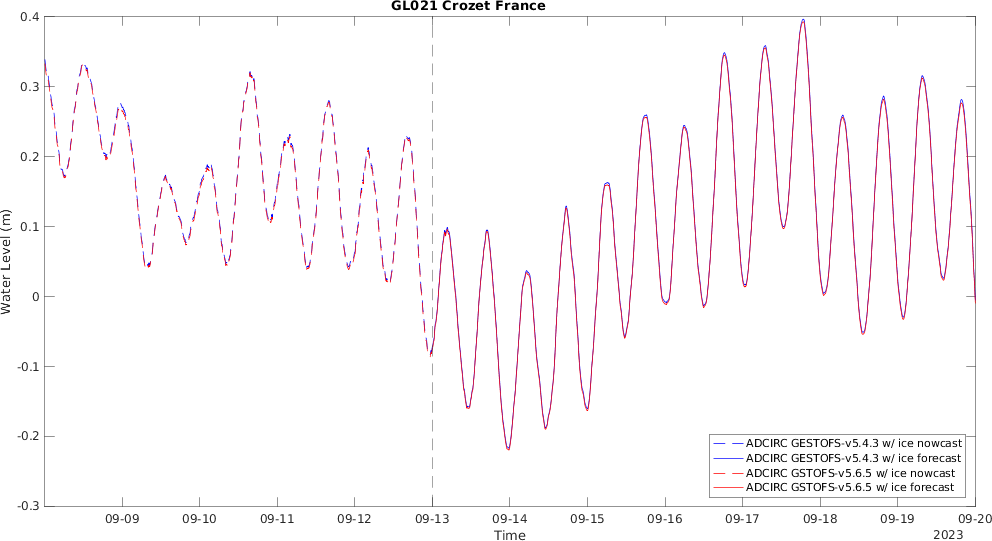 GL021 Crozet France
0.4
0.3
0.2
0.1
0
-0.1
-0.2
-0.3
Water Level (m)
ADCIRC GESTOFS-v5.4.3 w/ ice nowcast
ADCIRC GESTOFS-v5.4.3 w/ ice forecast
ADCIRC GSTOFS-v5.6.5 w/ ice nowcast
ADCIRC GSTOFS-v5.6.5 w/ ice forecast
09-09 09-10 09-11 09-12 09-13 09-14 09-15 09-16 09-17 09-18 09-19 09-20
Time
2023